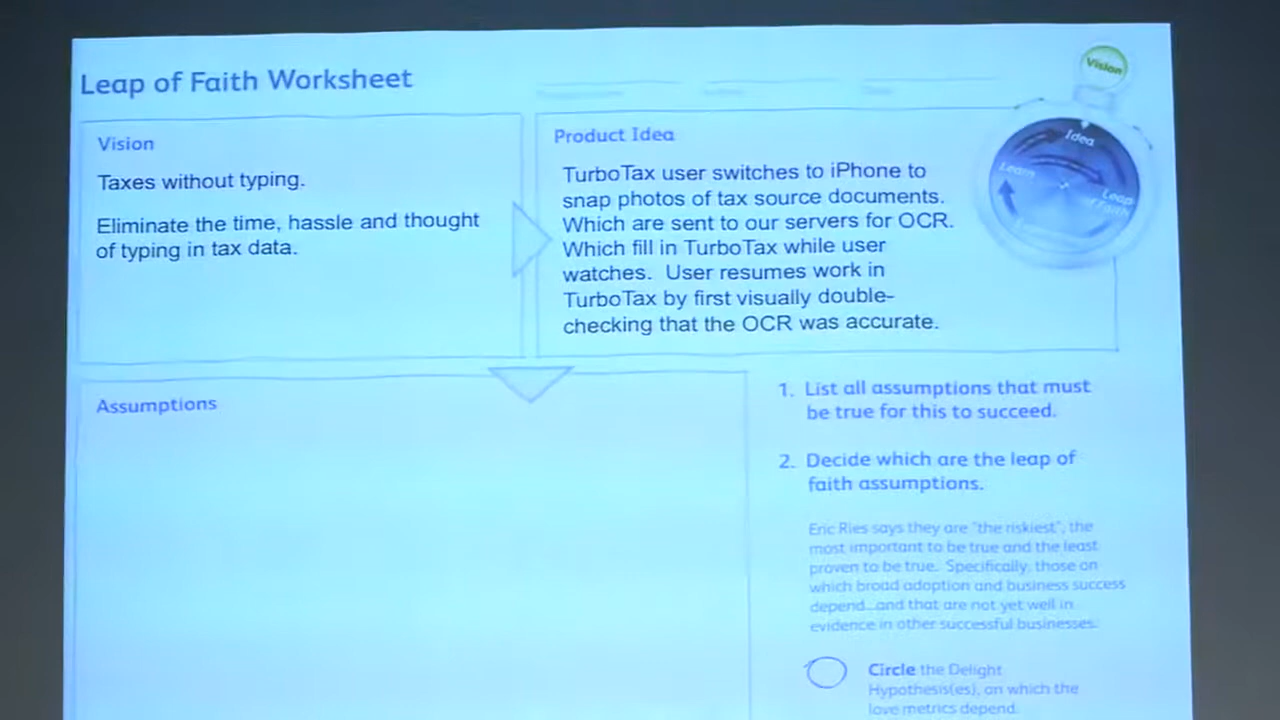 Leap of Faith Worksheet
Vision
Idea
Learn
Leap
of Faith
Vision
Taxes without typing.
Eliminate the time, hassle and thought
of typing in tax data.
Product Idea
TurboTax user switches to iPhone to
snap photos of tax source documents.
Which are sent to our servers for OCR.
Which fill in TurboTax while user
watches. User resumes work in
TurboTax by first visually double-
checking that the OCR was accurate.
Assumptions
1. List all assumptions that must
be true for this to succeed.
2. Decide which are the leap of
faith assumptions.
Eric Ries says they are "the riskiest", the
most important to be true and the least
proven to be true. Specifically, those on
which broad adoption and business success
depend...and that are not yet well in
evidence in other successful businesses.
Circle the Delight
Hypothesis(es), on which the
love metrics depend.